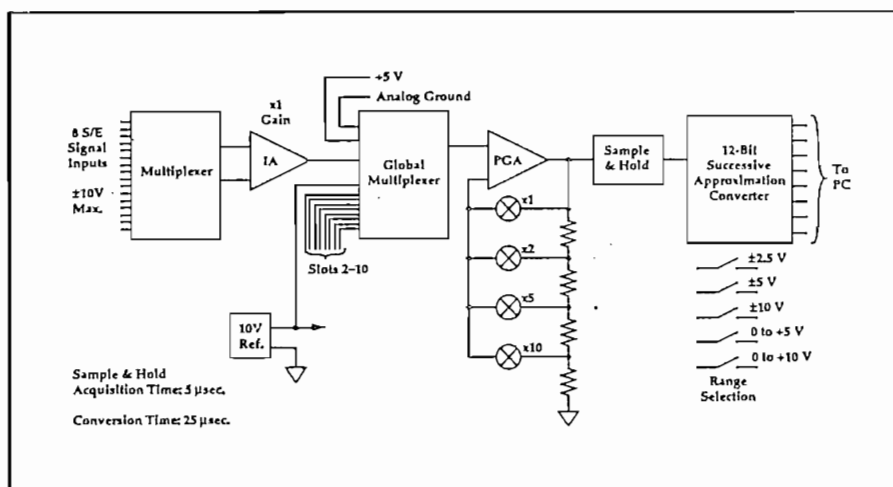 +5 V
Analog Ground
x1
Gain
8 S/E
Signal
Inputs
±10V
Max.
Multiplexer
IA
Global
Multiplexer
PGA
Sample
& Hold
12-Bit
Successive
Approximation
Converter
To
PC
x1
x2
x5
x10
Slots 2-10
10V
Ref.
±2.5 V
±5 V
±10 V
0 to +5 V
0 to +10 V
Range
Selection
Sample & Hold
Acquisition Time: 5 µsec.
Conversion Time: 25 µsec.